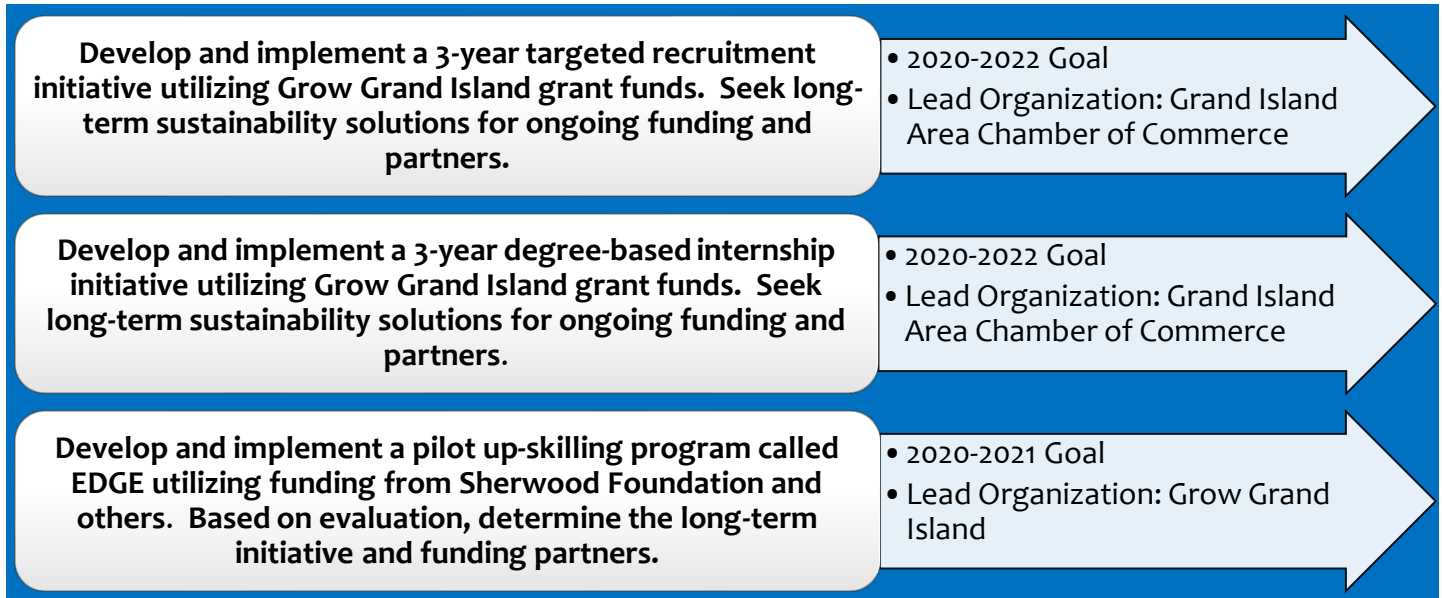 Develop and implement a 3-year targeted recruitment
initiative utilizing Grow Grand Island grant funds.  Seek long-
term sustainability solutions for ongoing funding and
partners.
• 2020-2022 Goal
• Lead Organization: Grand Island
Area Chamber of Commerce
Develop and implement a 3-year degree-based internship
initiative utilizing Grow Grand Island grant funds.  Seek
long-term sustainability solutions for ongoing funding and
partners.
• 2020-2022 Goal
• Lead Organization: Grand Island
Area Chamber of Commerce
Develop and implement a pilot up-skilling program called
EDGE utilizing funding from Sherwood Foundation and
others.  Based on evaluation, determine the long-term
initiative and funding partners.
• 2020-2021 Goal
• Lead Organization: Grow Grand
Island